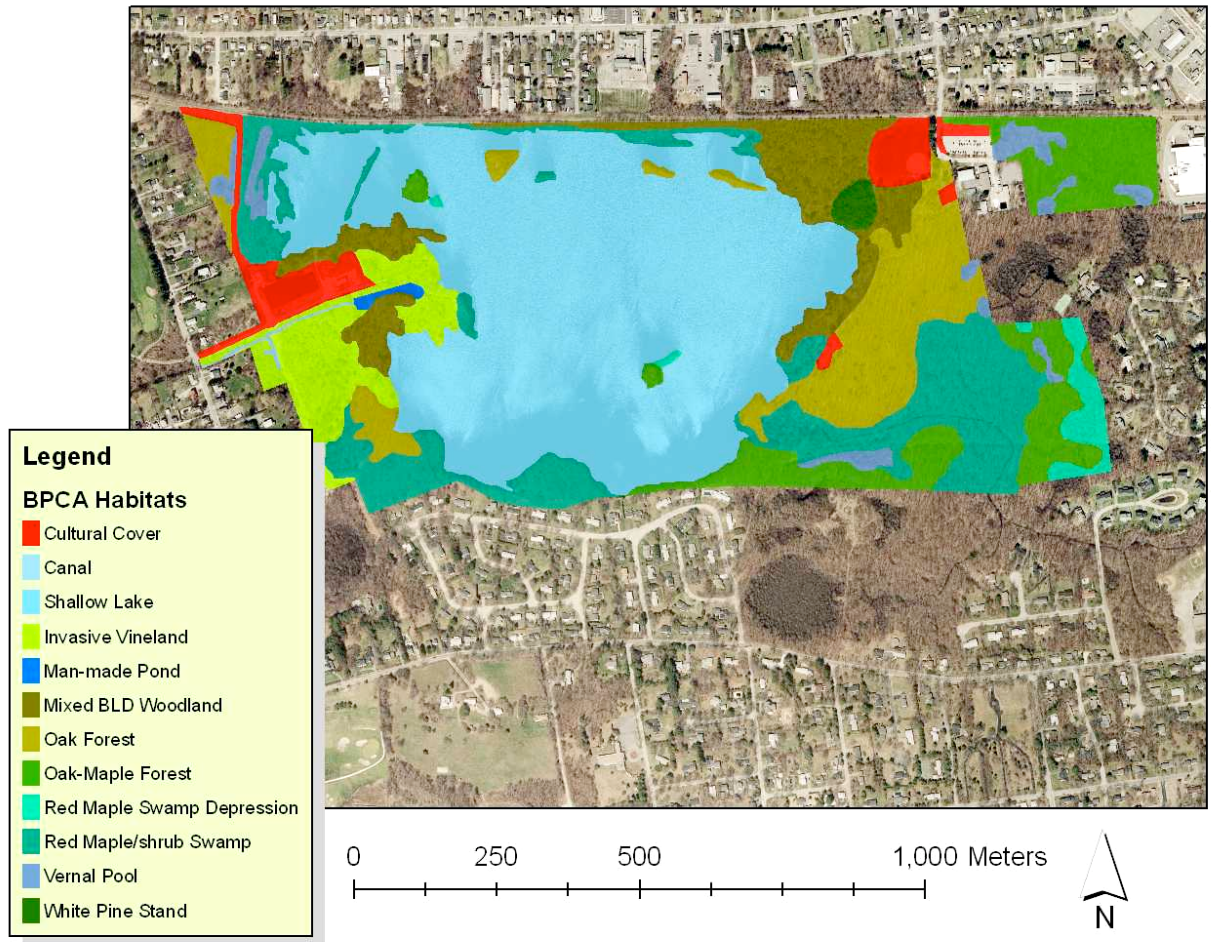 Legend
BPCA Habitats
Cultural Cover
Canal
Shallow Lake
Invasive Vineland
Man-made Pond
Mixed BLD Woodland
Oak Forest
Oak-Maple Forest
Red Maple Swamp Depression
Red Maple/shrub Swamp
Vernal Pool
White Pine Stand
0 250 500 1,000 Meters
N